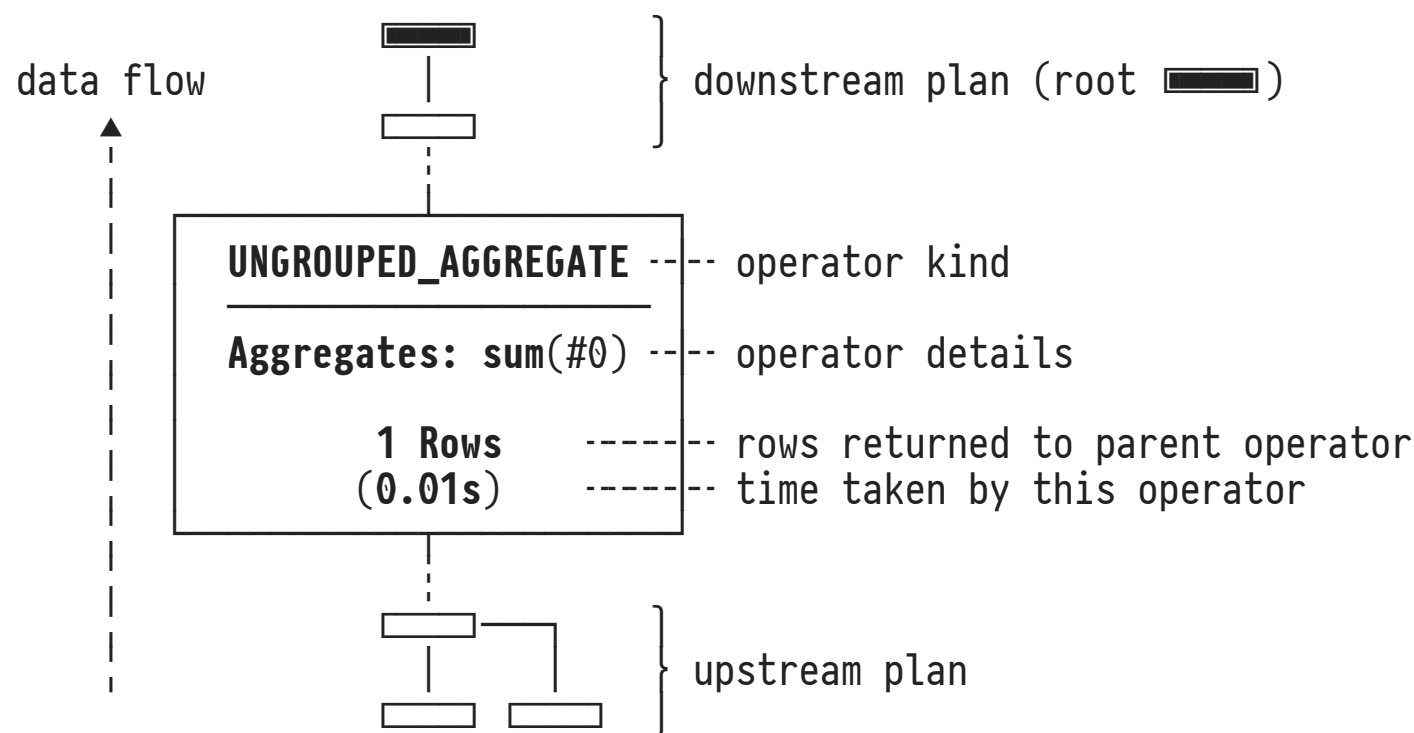 data flow
downstream plan (root )
UNGROUPED_AGGREGATE operator kind
Aggregates: sum(#0) operator details
1 Rows rows returned to parent operator
(0.01s) time taken by this operator
upstream plan